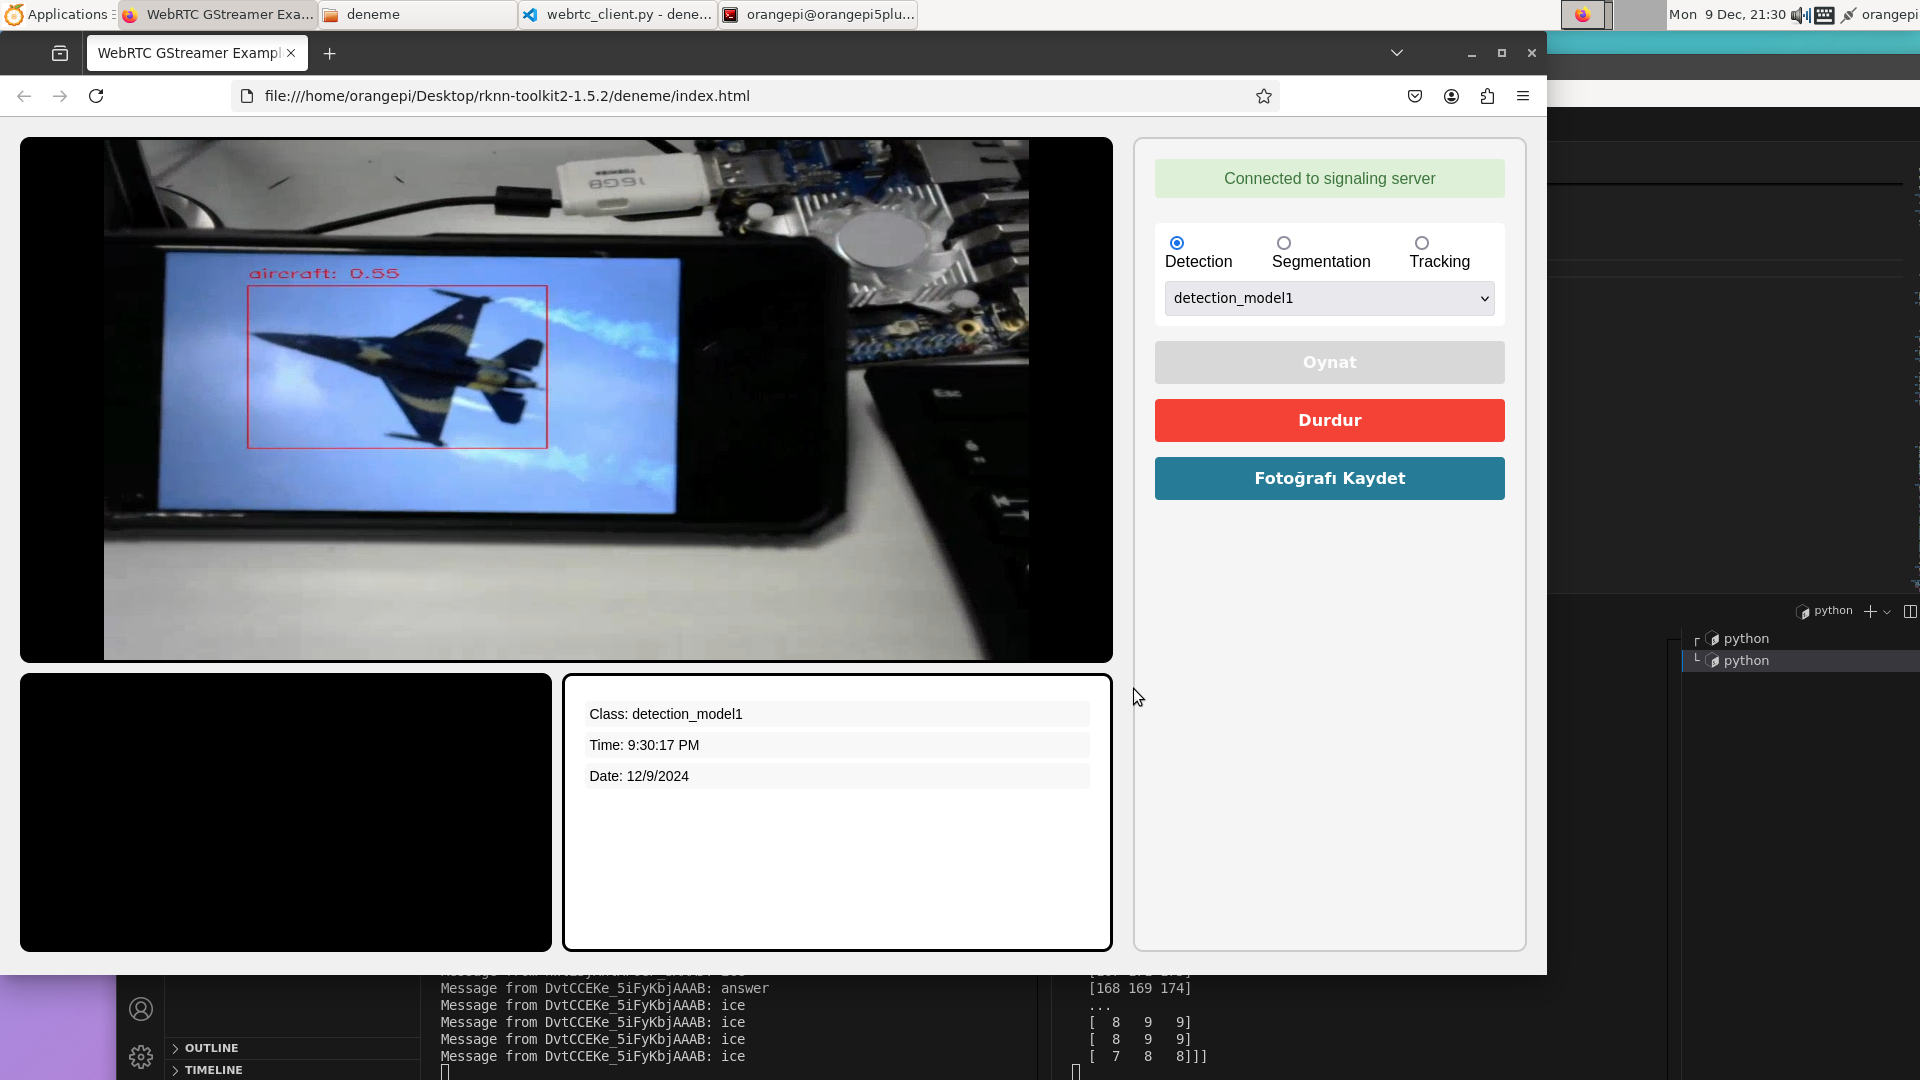 Applications
WebRTC GStreamer Exa...
deneme
webrtc_client.py - dene...
orangepi@orangepi5plu...
Mon 9 Dec, 21:30
orangepi
WebRTC GStreamer Exampl
file:///home/orangepi/Desktop/rknn-toolkit2-1.5.2/deneme/index.html
TOSHIBA
16GB
aircraft: 0.55
Esc
Connected to signaling server
Detection
Segmentation
Tracking
detection_model1
Oynat
Durdur
Fotoğrafı Kaydet
Class: detection_model1
Time: 9:30:17 PM
Date: 12/9/2024
python
python
python
OUTLINE
TIMELINE
Message from DvtCCEKe_5iFyKbjAAAB: answer
Message from DvtCCEKe_5iFyKbjAAAB: ice
Message from DvtCCEKe_5iFyKbjAAAB: ice
Message from DvtCCEKe_5iFyKbjAAAB: ice
Message from DvtCCEKe_5iFyKbjAAAB: ice
[168 169 174]
...
[  8   9   9]
[  8   9   9]
[  7   8   8]]]